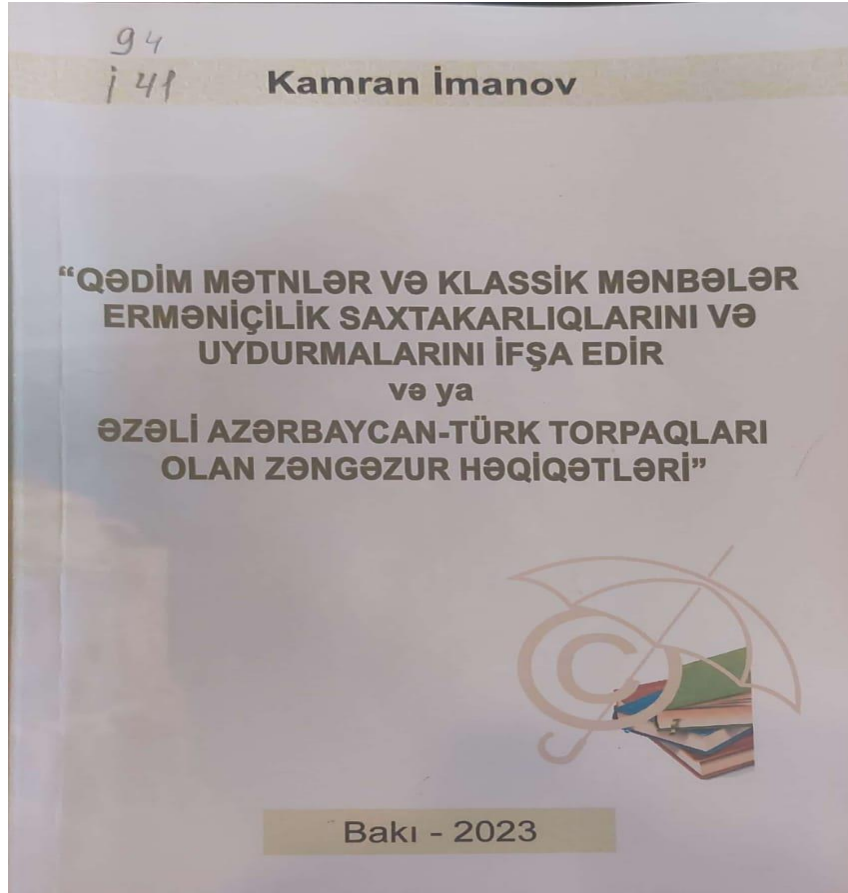 94
i 41
Kamran İmanov
“QƏDİM MƏTNLƏR VƏ KLASSİK MƏNBƏLƏR
ERMƏNİÇİLİK SAXTAKARLIQLARINI VƏ
UYDURMALARINI İFŞA EDİR
və ya
ƏZƏLİ AZƏRBAYCAN-TÜRK TORPAQLARI
OLAN ZƏNGƏZUR HƏQİQƏTLƏRİ”
©
Bakı - 2023